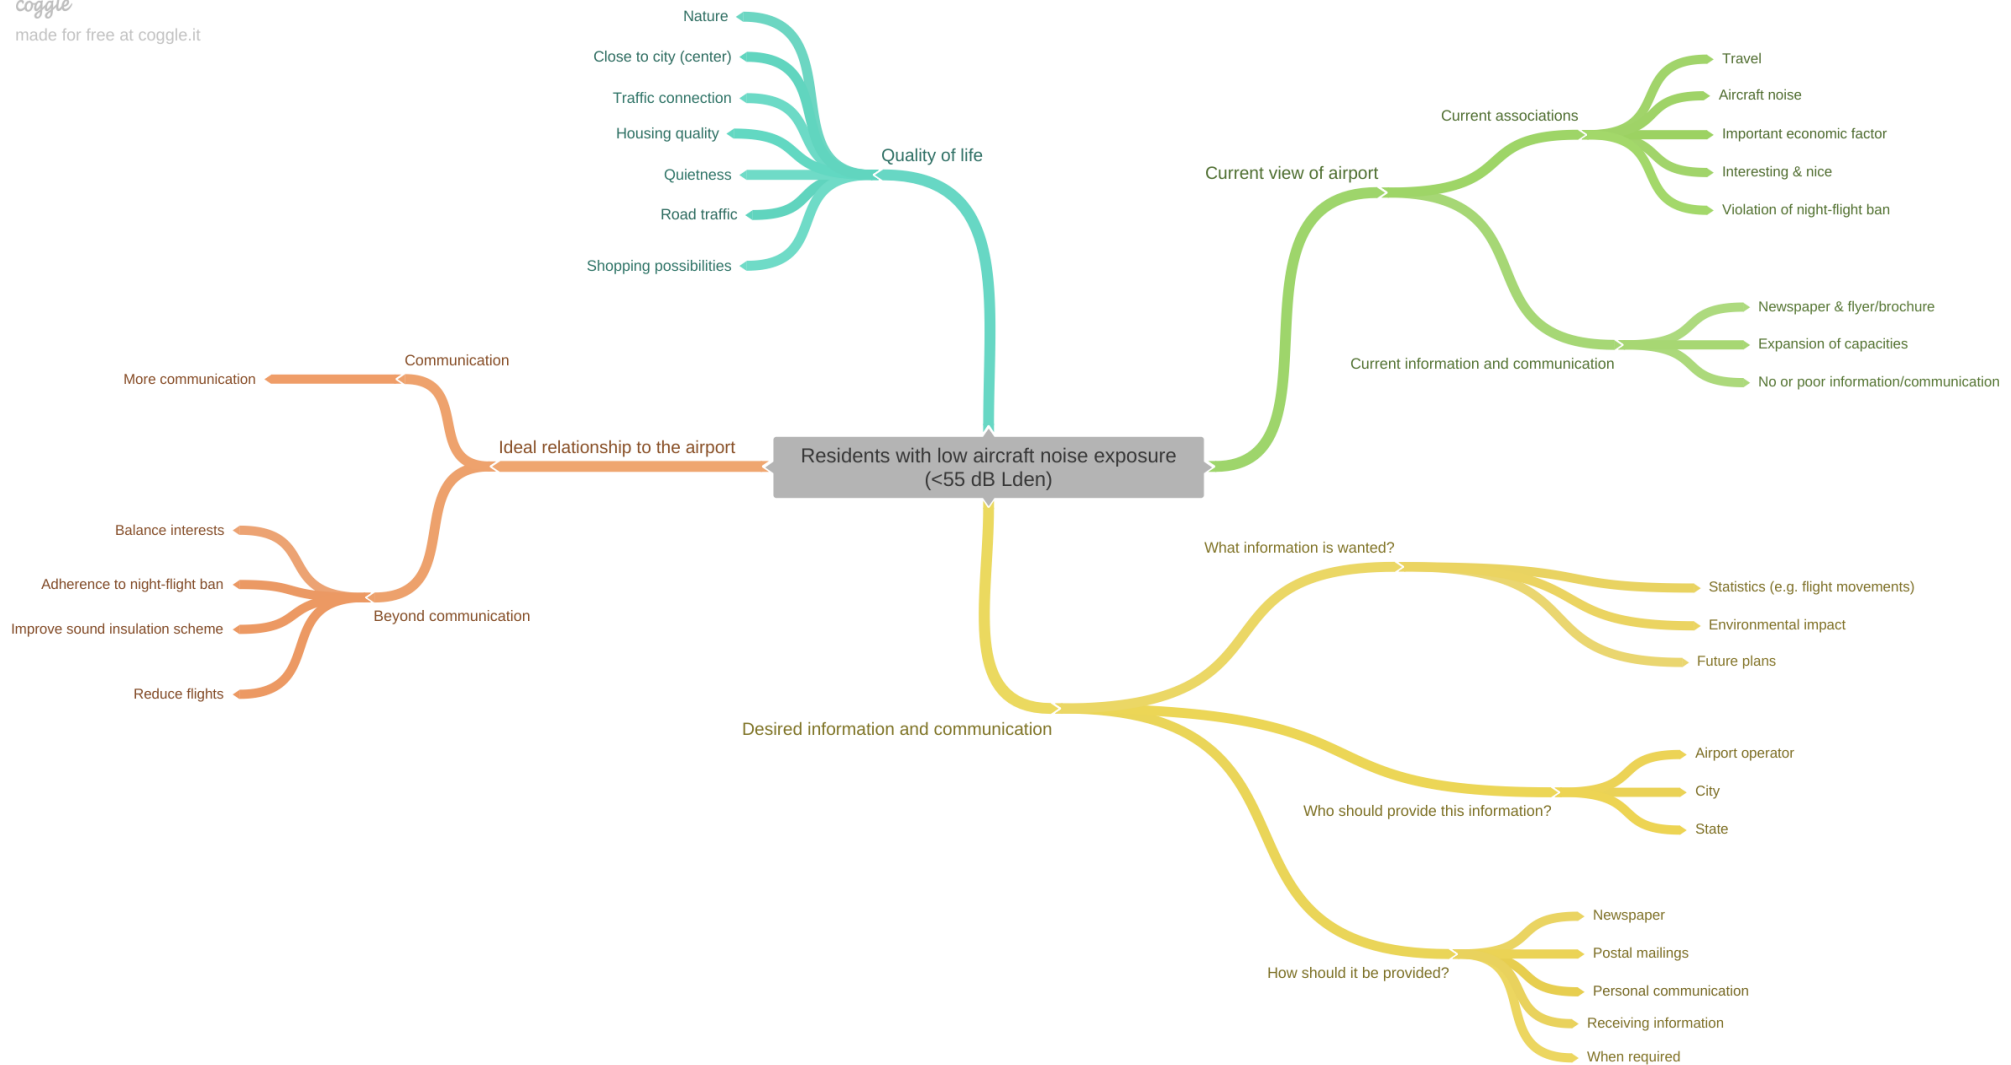 coggle
made for free at coggle.it
Nature
Close to city (center)
Traffic connection
Housing quality
Quietness
Road traffic
Shopping possibilities
Quality of life
Current view of airport
Current associations
Travel
Aircraft noise
Important economic factor
Interesting & nice
Violation of night-flight ban
Current information and communication
Newspaper & flyer/brochure
Expansion of capacities
No or poor information/communication
Communication
More communication
Ideal relationship to the airport
Beyond communication
Balance interests
Adherence to night-flight ban
Improve sound insulation scheme
Reduce flights
Residents with low aircraft noise exposure
(<55 dB Lden)
Desired information and communication
What information is wanted?
Statistics (e.g. flight movements)
Environmental impact
Future plans
Who should provide this information?
Airport operator
City
State
How should it be provided?
Newspaper
Postal mailings
Personal communication
Receiving information
When required